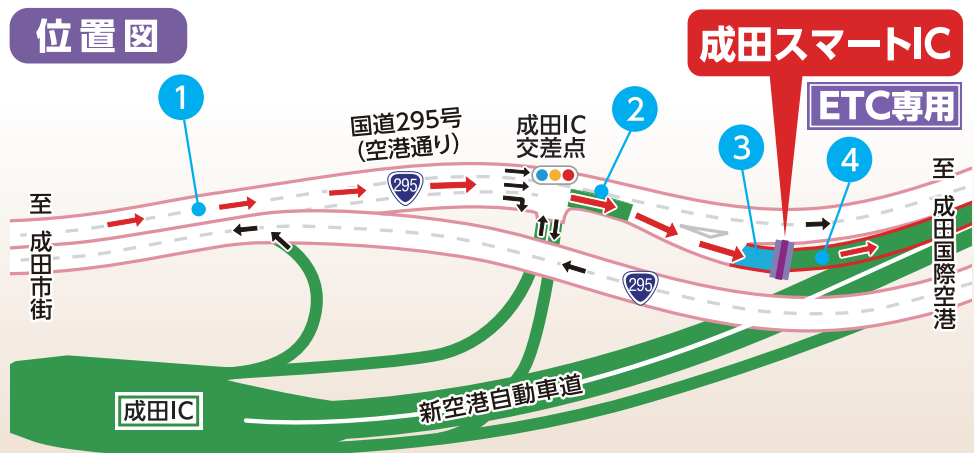 位置図
成田スマートIC
ETC専用
1
国道295号
(空港通り)
成田IC
交差点
2
3
4
295
至 成田市街
至 成田国際空港
295
成田IC
新空港自動車道